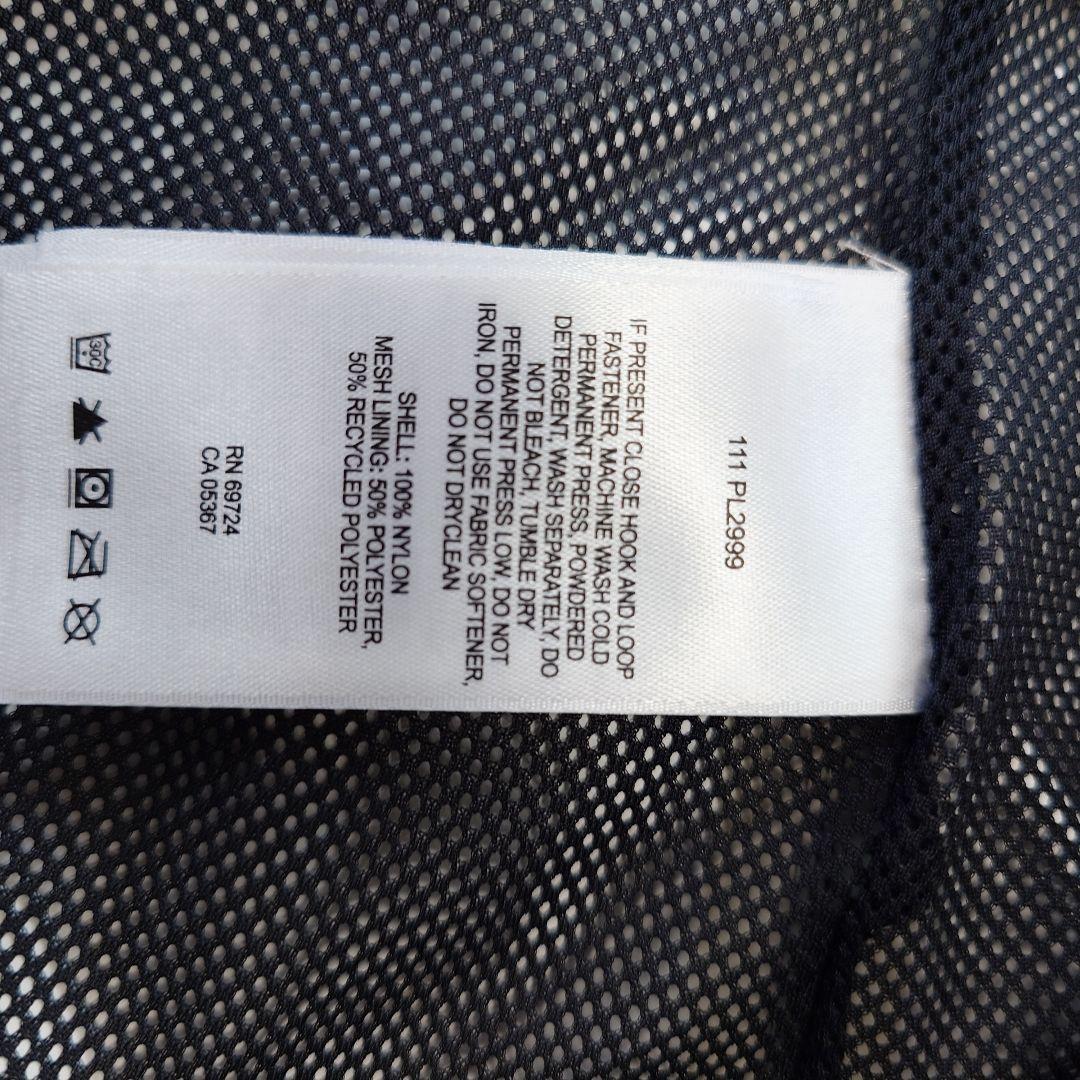 111 PL2999
IF PRESENT CLOSE HOOK AND LOOP
FASTENER, MACHINE WASH COLD
PERMANENT PRESS, POWDERED
DETERGENT, WASH SEPARATELY, DO
NOT BLEACH, TUMBLE DRY
PERMANENT PRESS LOW, DO NOT
IRON, DO NOT USE FABRIC SOFTENER,
DO NOT DRYCLEAN
SHELL: 100% NYLON
MESH LINING: 50% POLYESTER,
50% RECYCLED POLYESTER
RN 69724
CA 05367
30C